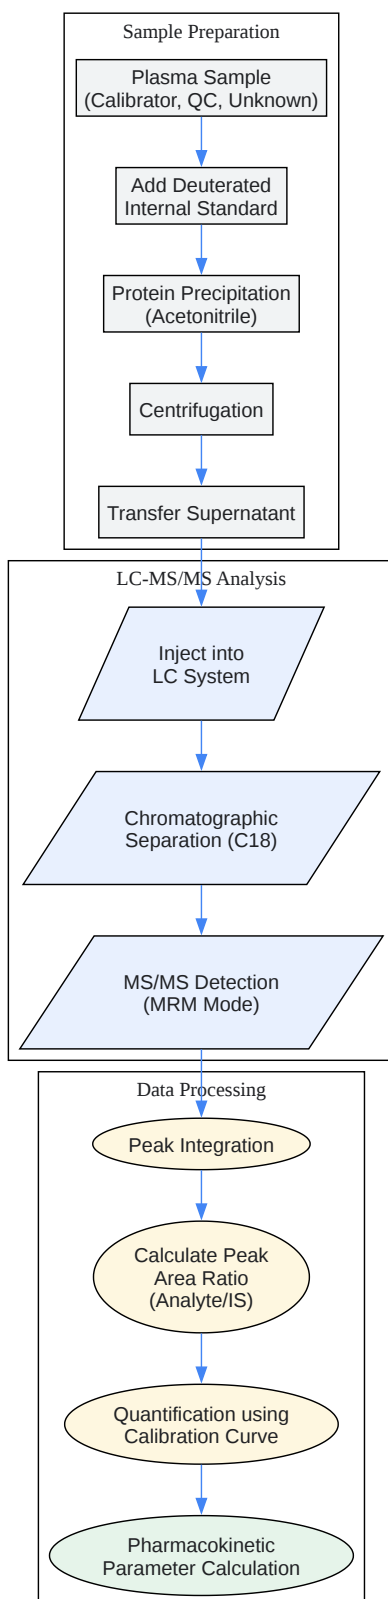 Sample Preparation
Plasma Sample
(Calibrator, QC, Unknown)
Add Deuterated
Internal Standard
Protein Precipitation
(Acetonitrile)
Centrifugation
Transfer Supernatant
LC-MS/MS Analysis
Inject into
LC System
Chromatographic
Separation (C18)
MS/MS Detection
(MRM Mode)
Data Processing
Peak Integration
Calculate Peak
Area Ratio
(Analyte/IS)
Quantification using
Calibration Curve
Pharmacokinetic
Parameter Calculation